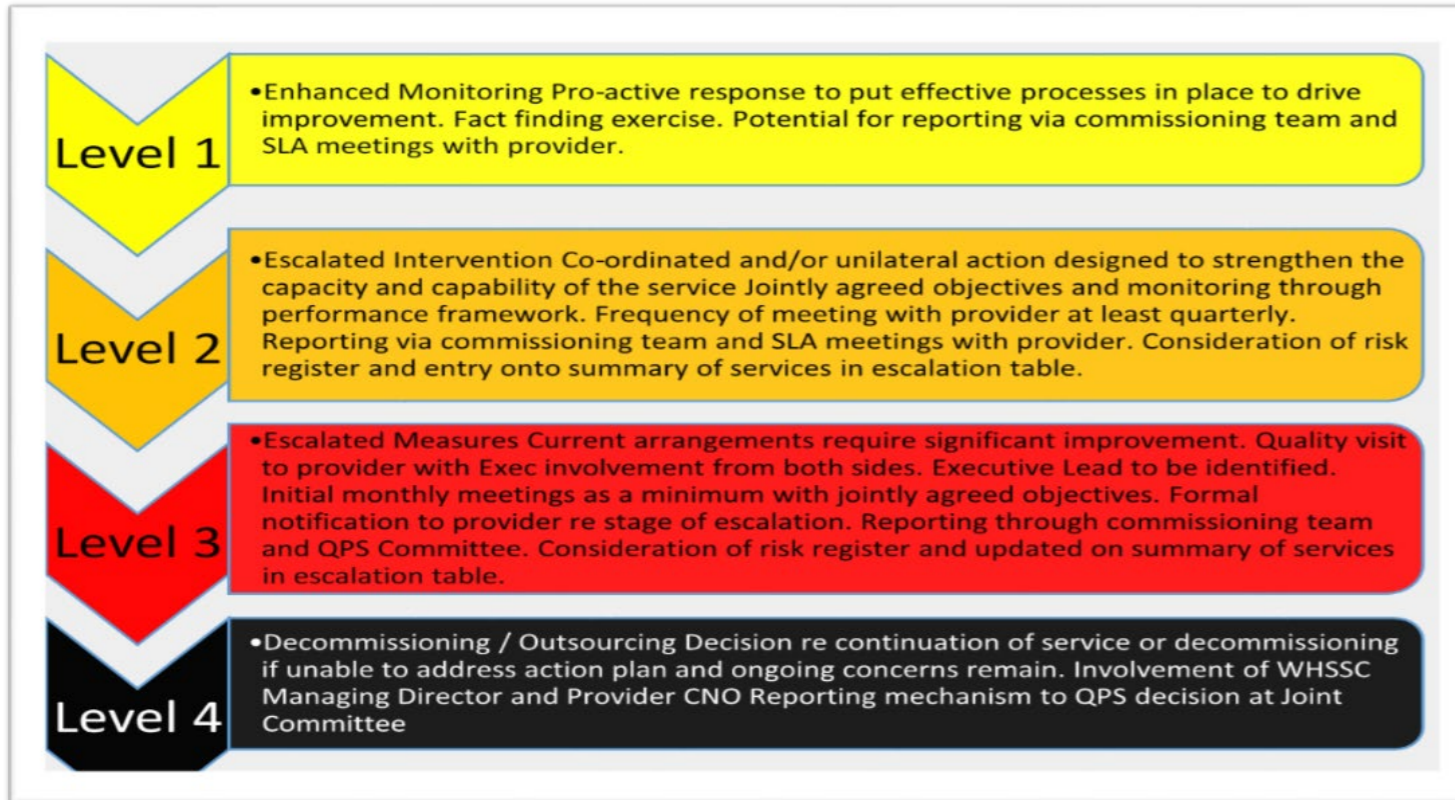 Level 1
•Enhanced Monitoring Pro-active response to put effective processes in place to drive
improvement. Fact finding exercise. Potential for reporting via commissioning team and
SLA meetings with provider.
Level 2
•Escalated Intervention Co-ordinated and/or unilateral action designed to strengthen the
capacity and capability of the service Jointly agreed objectives and monitoring through
performance framework. Frequency of meeting with provider at least quarterly.
Reporting via commissioning team and SLA meetings with provider. Consideration of risk
register and entry onto summary of services in escalation table.
Level 3
•Escalated Measures Current arrangements require significant improvement. Quality visit
to provider with Exec involvement from both sides. Executive Lead to be identified.
Initial monthly meetings as a minimum with jointly agreed objectives. Formal
notification to provider re stage of escalation. Reporting through commissioning team
and QPS Committee. Consideration of risk register and updated on summary of services
in escalation table.
Level 4
•Decommissioning / Outsourcing Decision re continuation of service or decommissioning
if unable to address action plan and ongoing concerns remain. Involvement of WHSSC
Managing Director and Provider CNO Reporting mechanism to QPS decision at Joint
Committee